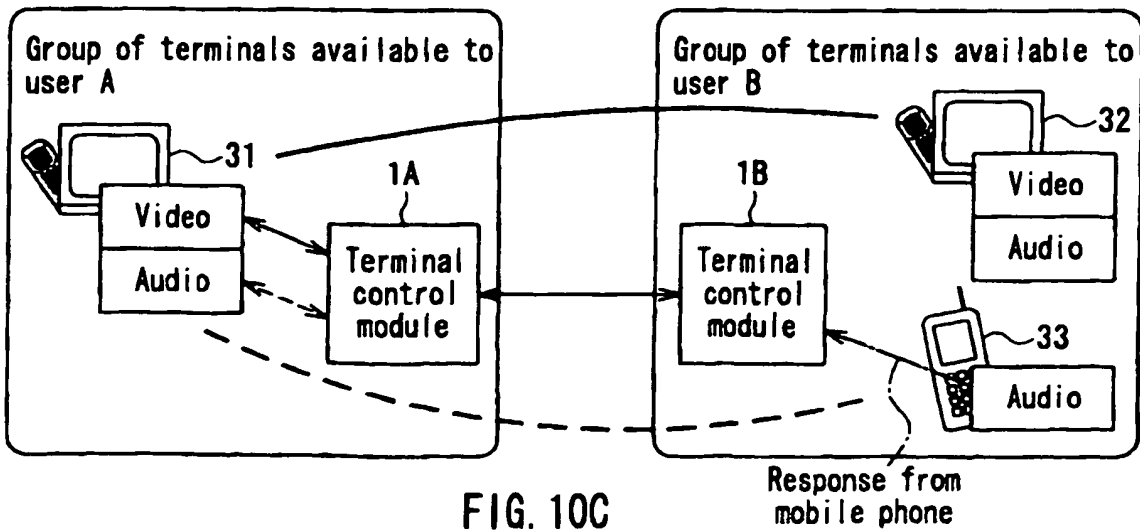 Group of terminals available to
user A
31
1A
Video
Audio
Terminal
control
module
Group of terminals available to
user B
32
1B
Video
Audio
Terminal
control
module
33
Audio
Response from
mobile phone
FIG. 10C